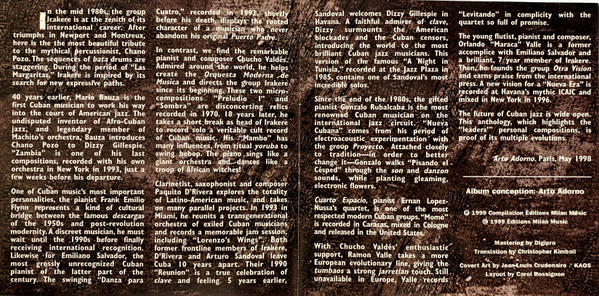 In the mid 1980s, the group
Irakere is at the zenith of its
international career. After
triumphs in Newport and Montreux,
here is the most beautiful tribute to
the mythical percussionist, Chano
Pozo. The sequences of bata drums are
staggering. During the period of "Las
Margaritas," Irakere is inspired by its
search for new expressive paths.
40 years earlier, Mario Bauza is the
first Cuban musician to work his way
into the court of American jazz. The
undisputed inventor of Afro-Cuban
jazz, and legendary member of
Machito's orchestra, Bauza introduces
Chano Pozo to Dizzy Gillespie.
"Zambia" is one of his last
compositions, recorded with his own
orchestra in New York in 1993, just a
few weeks before his departure.
One of Cuban music's most important
personalities, the pianist Frank Emilio
Flynn represents a kind of cultural
bridge between the famous descargas
of the 1950s and post-revolution
modernity. A discreet musician, he must
wait until the 1990s before finally
receiving international recognition.
Likewise for Emiliano Salvador, the
most grossly unrecognized Cuban
pianist of the latter part of the
century. The swinging "Danza para
Cuatro," recorded in 1992, shortly
before his death, displays the rooted
character of a musician who never
abandons his original Puerto Padre.
In contrast, we find the remarkable
pianist and composer Chucho Valdés.
Admired around the world, he helps
create the Orquesta Moderna de
Musica and directs the group Irakere
since its beginning. These two micro-
compositions "Preludio I" and
"Sombra" are disconcerting relics
recorded in 1970. 18 years later, he
takes a short break as head of Irakere
to record solo a veritable cult record
of Cuban music. His "Mambo" has
many influences, from ritual yoruba to
swing bebop. The piano sings like a
giant orchestra and dances like a
troop of African witches!
Clarinetist, saxophonist and composer
Paquito D'Rivera explores the totality
of Latino-American music, and takes
on many parallel projects. In 1993 in
Miami, he reunits a transgenerational
orchestra of exiled Cuban musicians
and records a memorable jam session,
including "Lorenzo's Wings". Both
former frontline members of Irakere,
D'Rivera and Arturo Sandoval leave
Cuba 10 years apart. Their 1990
"Reunion" is a true celebration of
clave and feeling. 5 years earlier,
Sandoval welcomes Dizzy Gillespie in
Havana. A faithful admirer of clave,
Dizzy surmounts the American
blockades and the Cuban censors,
introducing to the world to the most
brilliant Cuban jazz musicians. This
version of the famous "A Night in
Tunisia," recorded at the Jazz Plaza in
1985, contains one of Sandoval's most
incredible solos.
Since the end of the 1980s, the gifted
pianist Gonzalo Rubalcaba is the most
renowned Cuban musician on the
international jazz circuit. "Nueva
Cubana" comes from his period of
electroacoustic experimentation with
the group Proyecto. Attached closely
to tradition—in order to better
change it—Gonzalo walks "Pisando el
Césped" through the son and danzon
sounds, while planting gleaming,
electronic flowers.
Cuarto Espacio, pianist Ernan Lopez-
Nussa's quartet, is one of the most
respected modern Cuban groups. "Momo"
is recorded in Caracas, mixed in Cologne
and released in the United States.
With Chucho Valdés' enthusiastic
support, Ramon Valle takes a more
European evolutionary line, giving the
tumbaos a strong Jarretian touch. Still
unavailable in Europe, Valle records
"Levitando" in complicity with the
quartet so full of promise.
The young flutist, pianist and composer,
Orlando "Maraca" Valle is a former
accomplice with Emiliano Salvador and
a brilliant, 7 year member of Irakere.
Then, he founds the group Otra Vision
and earns praise from the international
press. A new vision for a "Nueva Era" is
recorded at Havana's mythic ICAIC and
mixed in New York in 1996.
The future of Cuban jazz is wide open.
This anthology, which highlights the
"leaders'" personal compositions, is
proof of its multiple evolutions.
Arto Adorno, Paris, May 1998
Album conception: Arto Adorno
© 1999 Compilation Editions Milan Music
℗ 1999 Editions Milan Music
Mastering by Digipro
Translation by Christopher Kimball
Covert Art by Jean-Louis Crudenaire / KAOS
Layout by Carol Rossignon